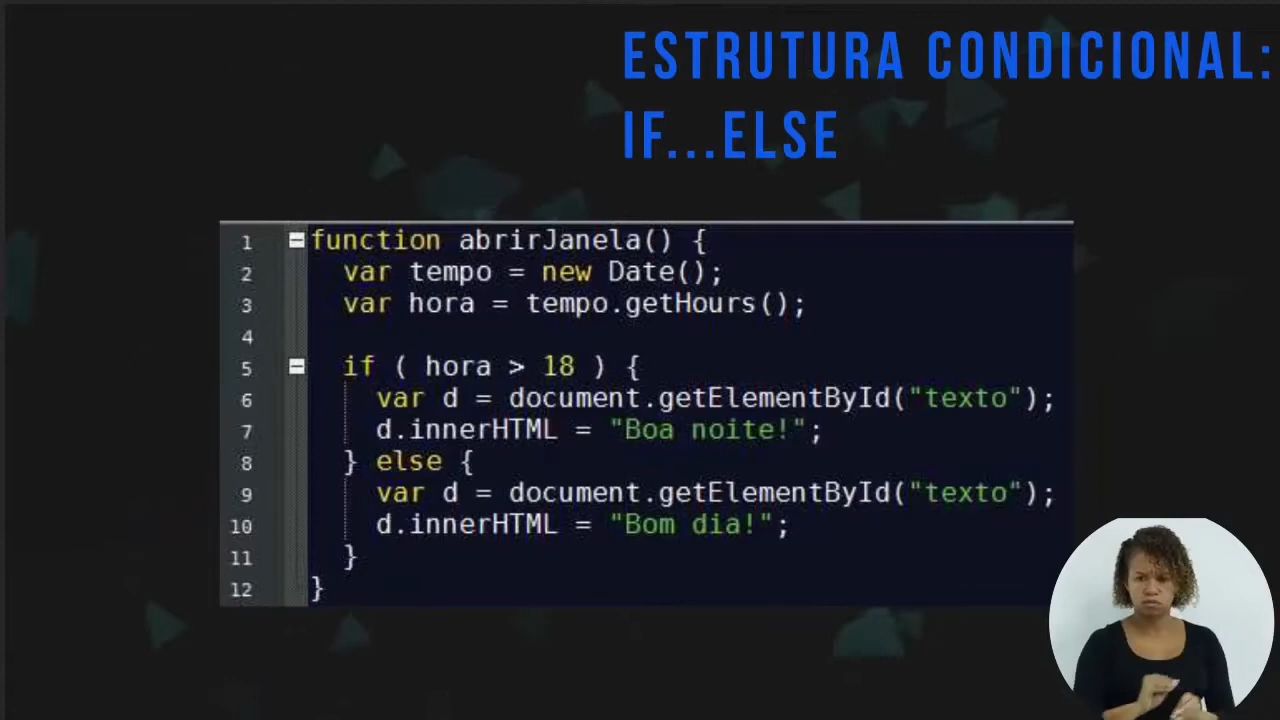 ESTRUTURA CONDICIONAL:
IF...ELSE
1 function abrirJanela() {
2 var tempo = new Date();
3 var hora = tempo.getHours();
4
5 if ( hora > 18 ) {
6 var d = document.getElementById("texto");
7 d.innerHTML = "Boa noite!";
8 } else {
9 var d = document.getElementById("texto");
10 d.innerHTML = "Bom dia!";
11 }
12 }